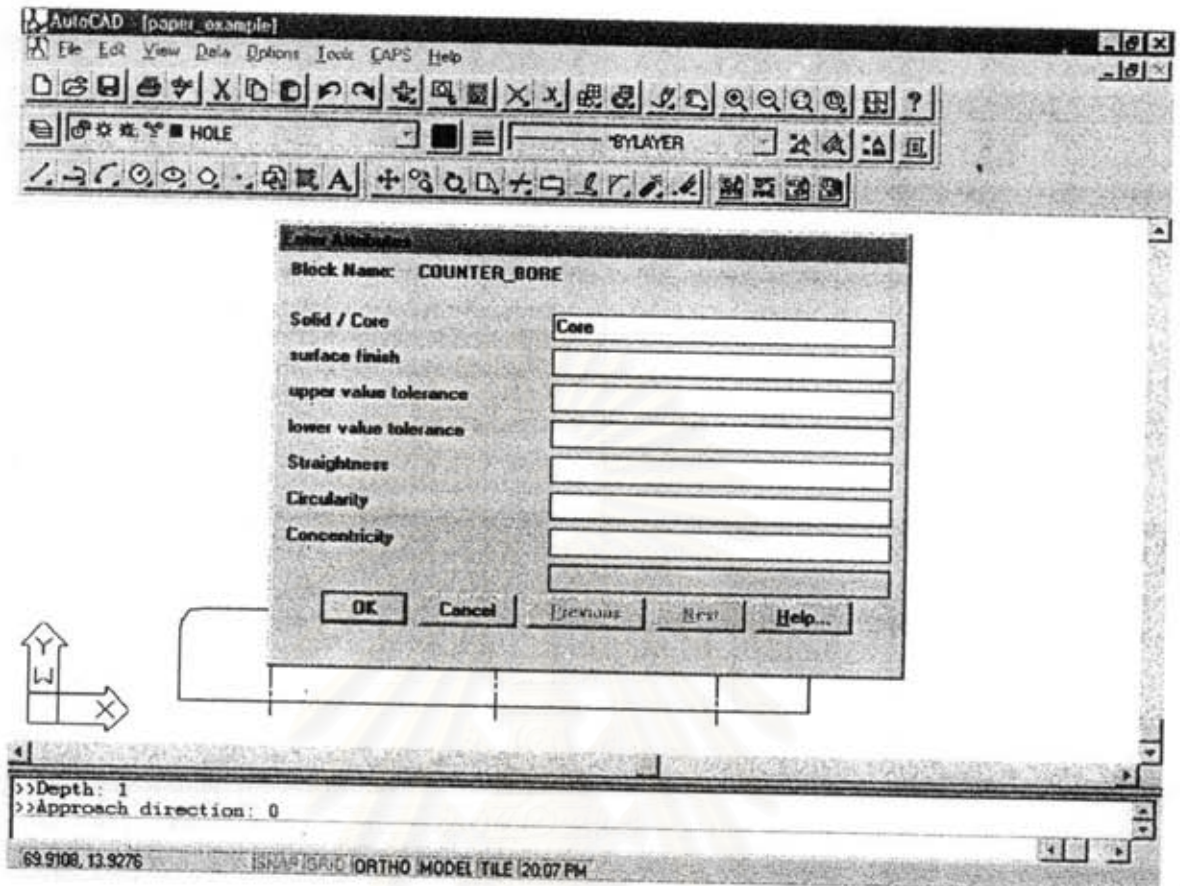 AutoCAD - [paper_example]
File Edit View Data Options Tools CAPS Help
HOLE BYLAYER
Enter Attributes
Block Name: COUNTER_BORE
Solid / Core Core
surface finish
upper value tolerance
lower value tolerance
Straightness
Circularity
Concentricity
OK Cancel Previous Next Help...
Y
W
X
>>Depth: 1
>>Approach direction: 0
69.9108, 13.9276 SNAP GRID ORTHO MODEL TILE 20:07 PM